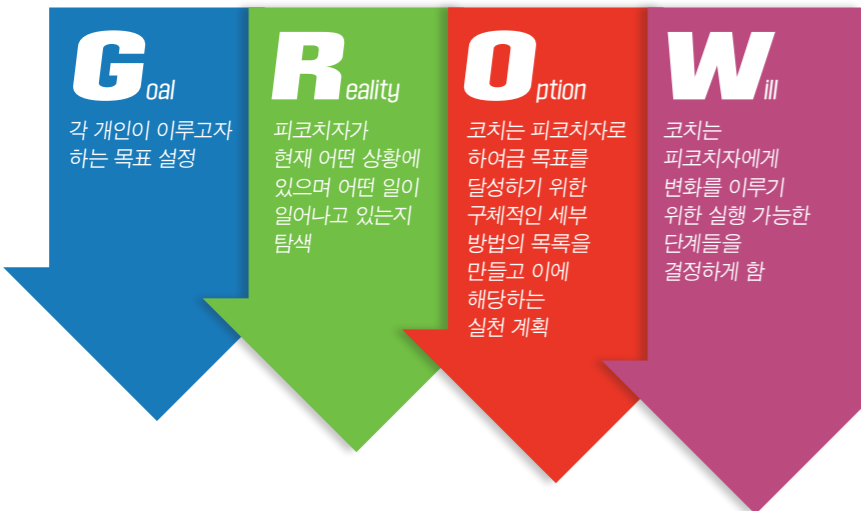 Goal
각 개인이 이루고자
하는 목표 설정
Reality
피코치자가
현재 어떤 상황에
있으며 어떤 일이
일어나고 있는지
탐색
Option
코치는 피코치자로
하여금 목표를
달성하기 위한
구체적인 세부
방법의 목록을
만들고 이에
해당하는
실천 계획
Will
코치는
피코치자에게
변화를 이루기
위한 실행 가능한
단계들을
결정하게 함